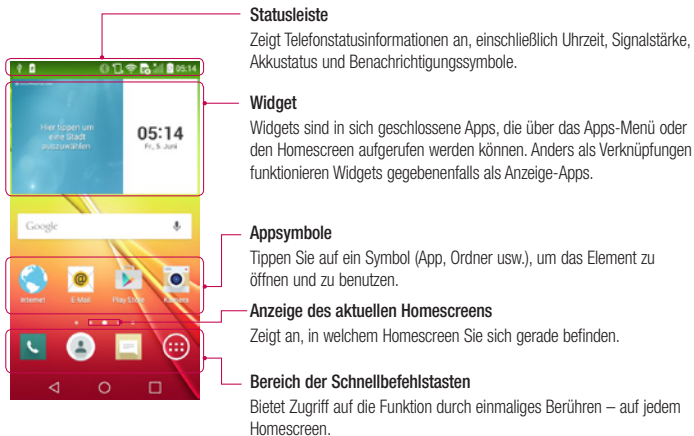 Statusleiste
Zeigt Telefonstatusinformationen an, einschließlich Uhrzeit, Signalstärke,
Akkustatus und Benachrichtigungssymbole.
05:14
Widget
Widgets sind in sich geschlossene Apps, die über das Apps-Menü oder
den Homescreen aufgerufen werden können. Anders als Verknüpfungen
funktionieren Widgets gegebenenfalls als Anzeige-Apps.
Hier tippen um
eine Stadt
auszuwählen
05:14
Fr., 5. Juni
Google
Appsymbole
Tippen Sie auf ein Symbol (App, Ordner usw.), um das Element zu
öffnen und zu benutzen.
Internet
E-Mail
Play Store
Kamera
Anzeige des aktuellen Homescreens
Zeigt an, in welchem Homescreen Sie sich gerade befinden.
Bereich der Schnellbefehlstasten
Bietet Zugriff auf die Funktion durch einmaliges Berühren – auf jedem
Homescreen.